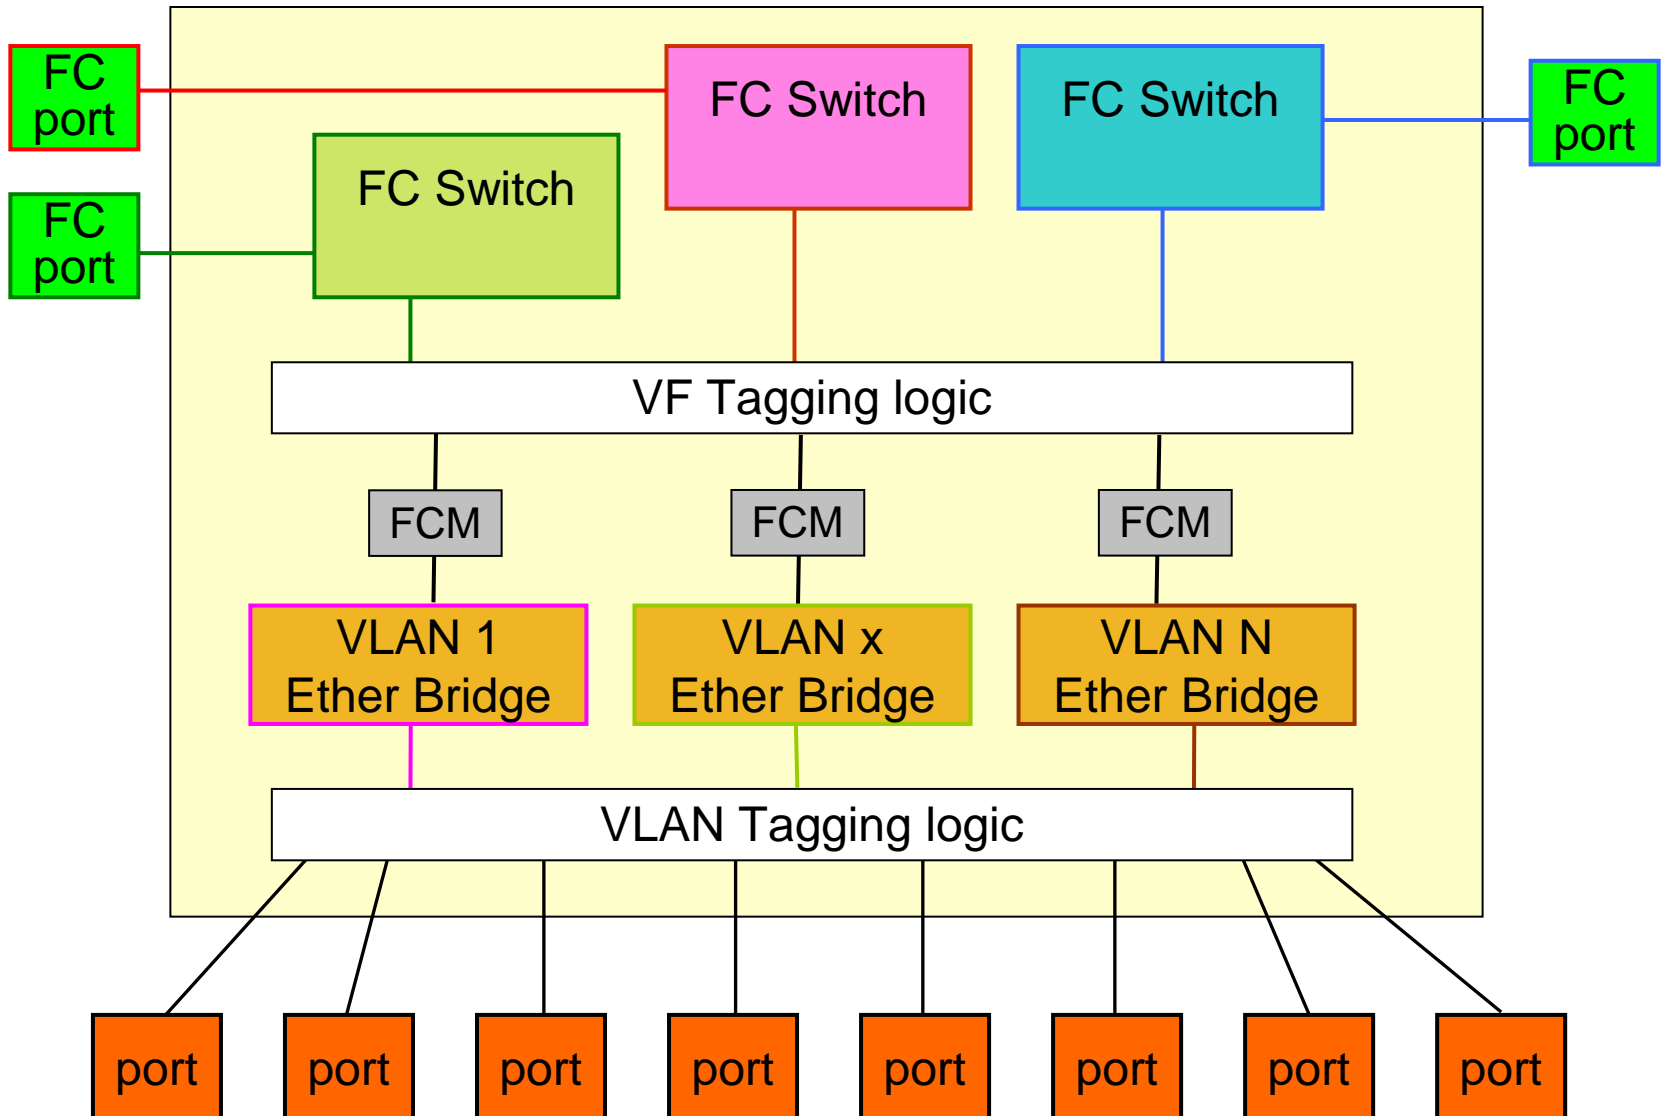 FC
port
FC Switch
FC Switch
FC
port
FC Switch
FC
port
VF Tagging logic
FCM
FCM
FCM
VLAN 1
Ether Bridge
VLAN x
Ether Bridge
VLAN N
Ether Bridge
VLAN Tagging logic
port
port
port
port
port
port
port
port